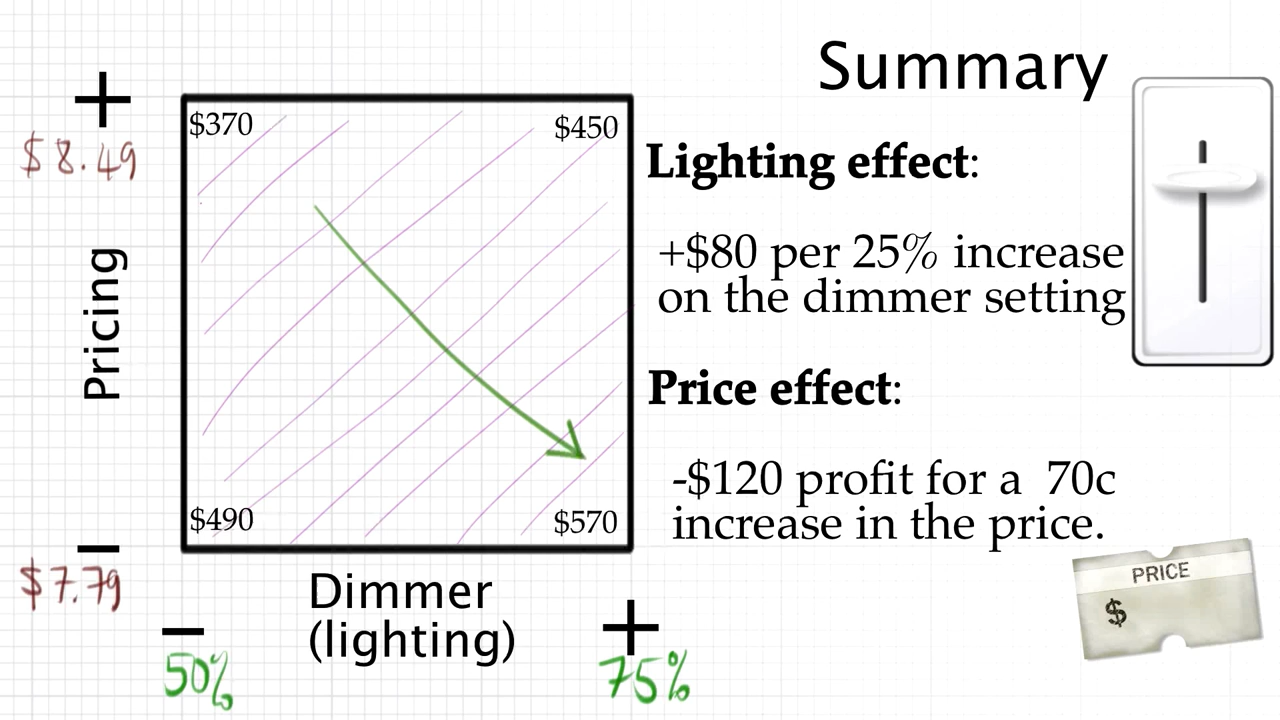 Summary
+
$8.49
$370
$450
Lighting effect:
+$80 per 25% increase
on the dimmer setting
Pricing
Price effect:
-$120 profit for a 70c
increase in the price.
$490
$570
−
$7.79
PRICE
$
Dimmer
(lighting)
−
50%
+
75%